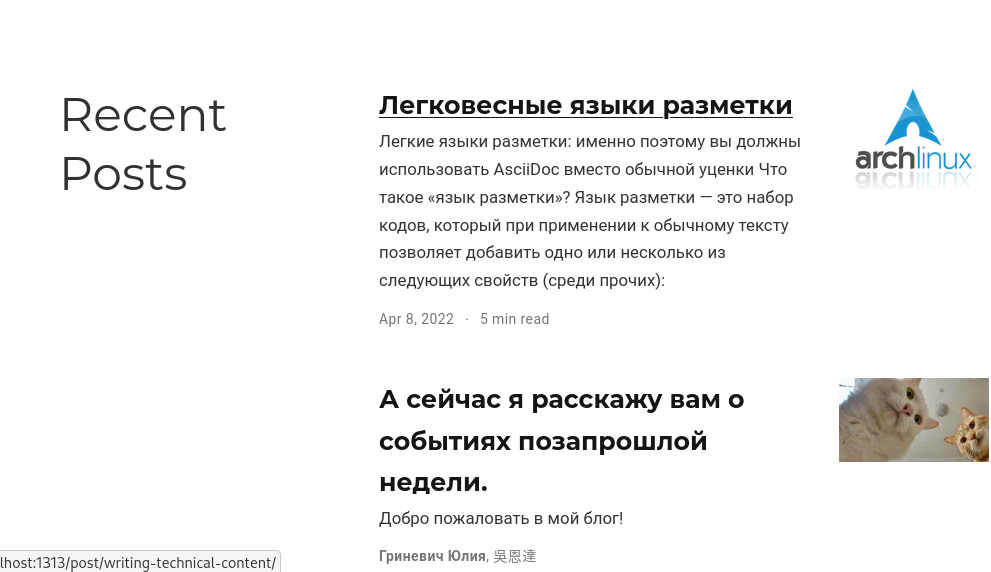 Recent
Posts
Легковесные языки разметки
Легкие языки разметки: именно поэтому вы должны
использовать AsciiDoc вместо обычной уценки Что
такое «язык разметки»? Язык разметки — это набор
кодов, который при применении к обычному тексту
позволяет добавить одно или несколько из
следующих свойств (среди прочих):
Apr 8, 2022 · 5 min read
archlinux
А сейчас я расскажу вам о
событиях позапрошлой
недели.
Добро пожаловать в мой блог!
Гриневич Юлия, 吳恩達
lhost:1313/post/writing-technical-content/